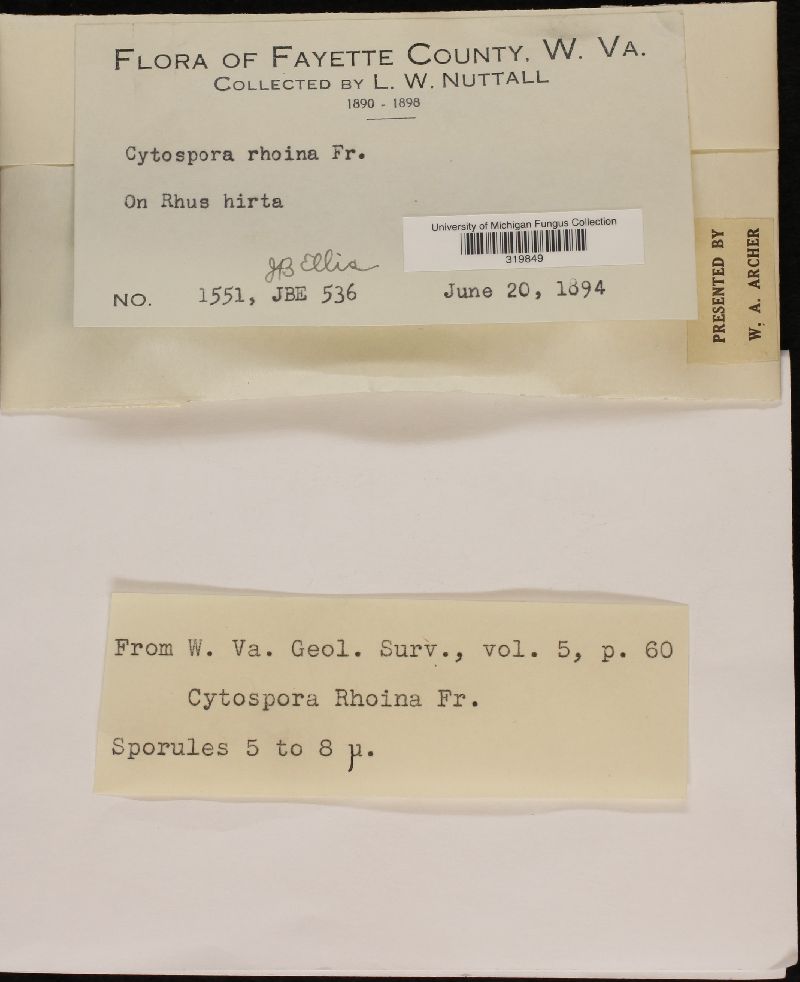 FLORA OF FAYETTE COUNTY, W. VA.
COLLECTED BY L. W. NUTTALL
1890 - 1898
Cytospora rhoina Fr.
On Rhus hirta
University of Michigan Fungus Collection
319849
JB Ellis
NO. 1551, JBE 536 June 20, 1894
PRESENTED BY
W. A. ARCHER
From W. Va. Geol. Surv., vol. 5, p. 60
Cytospora Rhoina Fr.
Sporules 5 to 8 µ.